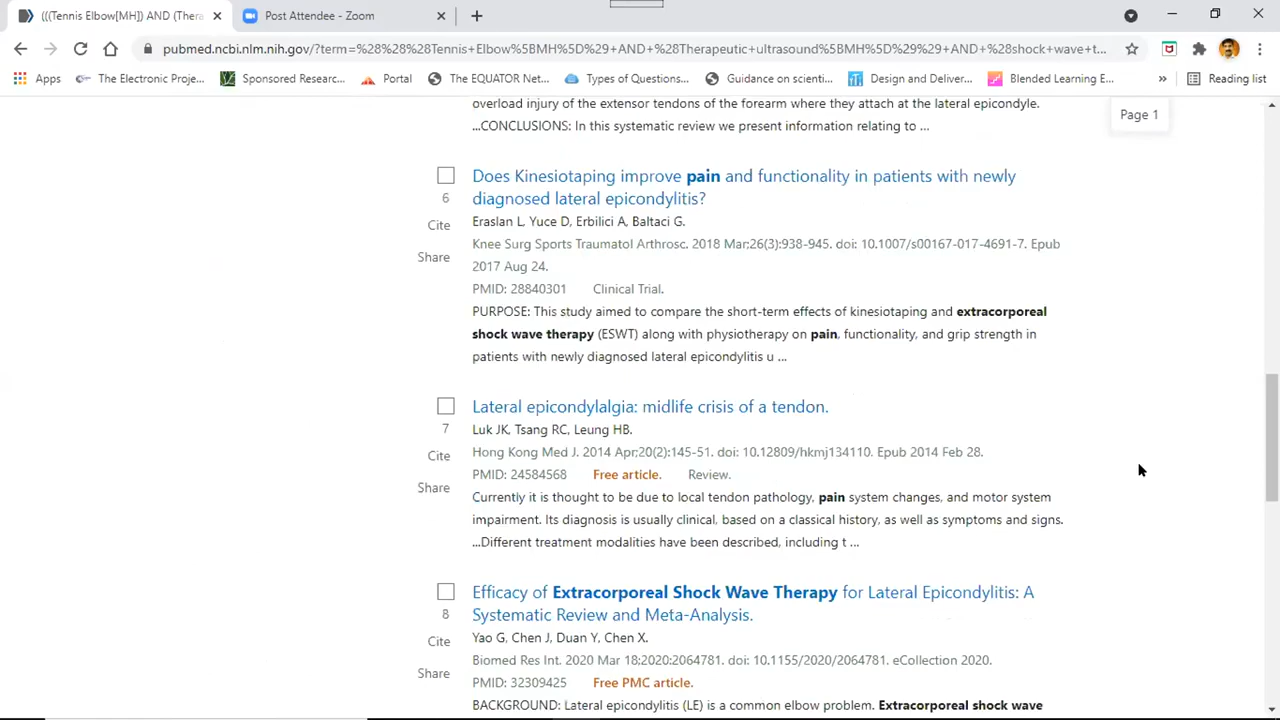 (((Tennis Elbow[MH]) AND (Thera
Post Attendee - Zoom
pubmed.ncbi.nlm.nih.gov/?term=%28%28%28Tennis+Elbow%5BMH%5D%29+AND+%28Therapeutic+ultrasound%5BMH%5D%29%29+AND+%28shock+wave+t...
Apps
The Electronic Proje...
Sponsored Researc...
Portal
The EQUATOR Net...
Types of Questions...
Guidance on scienti...
Design and Deliver...
Blended Learning E...
»
Reading list
overload injury of the extensor tendons of the forearm where they attach at the lateral epicondyle.
...CONCLUSIONS: In this systematic review we present information relating to ...
Page 1
Does Kinesiotaping improve pain and functionality in patients with newly
diagnosed lateral epicondylitis?
6
Cite
Share
Eraslan L, Yuce D, Erbilici A, Baltaci G.
Knee Surg Sports Traumatol Arthrosc. 2018 Mar;26(3):938-945. doi: 10.1007/s00167-017-4691-7. Epub
2017 Aug 24.
PMID: 28840301 Clinical Trial.
PURPOSE: This study aimed to compare the short-term effects of kinesiotaping and extracorporeal
shock wave therapy (ESWT) along with physiotherapy on pain, functionality, and grip strength in
patients with newly diagnosed lateral epicondylitis u ...
Lateral epicondylalgia: midlife crisis of a tendon.
7
Cite
Share
Luk JK, Tsang RC, Leung HB.
Hong Kong Med J. 2014 Apr;20(2):145-51. doi: 10.12809/hkmj134110. Epub 2014 Feb 28.
PMID: 24584568 Free article. Review.
Currently it is thought to be due to local tendon pathology, pain system changes, and motor system
impairment. Its diagnosis is usually clinical, based on a classical history, as well as symptoms and signs.
...Different treatment modalities have been described, including t ...
Efficacy of Extracorporeal Shock Wave Therapy for Lateral Epicondylitis: A
Systematic Review and Meta-Analysis.
8
Cite
Share
Yao G, Chen J, Duan Y, Chen X.
Biomed Res Int. 2020 Mar 18;2020:2064781. doi: 10.1155/2020/2064781. eCollection 2020.
PMID: 32309425 Free PMC article.
BACKGROUND: Lateral epicondylitis (LE) is a common elbow problem. Extracorporeal shock wave